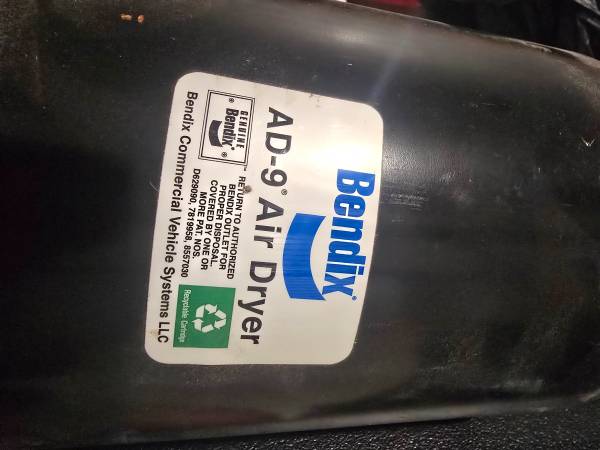 Bendix®
AD-9® Air Dryer
GENUINE
Bendix®
RETURN TO AUTHORIZED
BENDIX OUTLET FOR
PROPER DISPOSAL.
COVERED BY ONE OR
MORE PAT. NOS.
D629090, 7819958, 8557030
Recyclable Cartridge
Bendix Commercial Vehicle Systems LLC